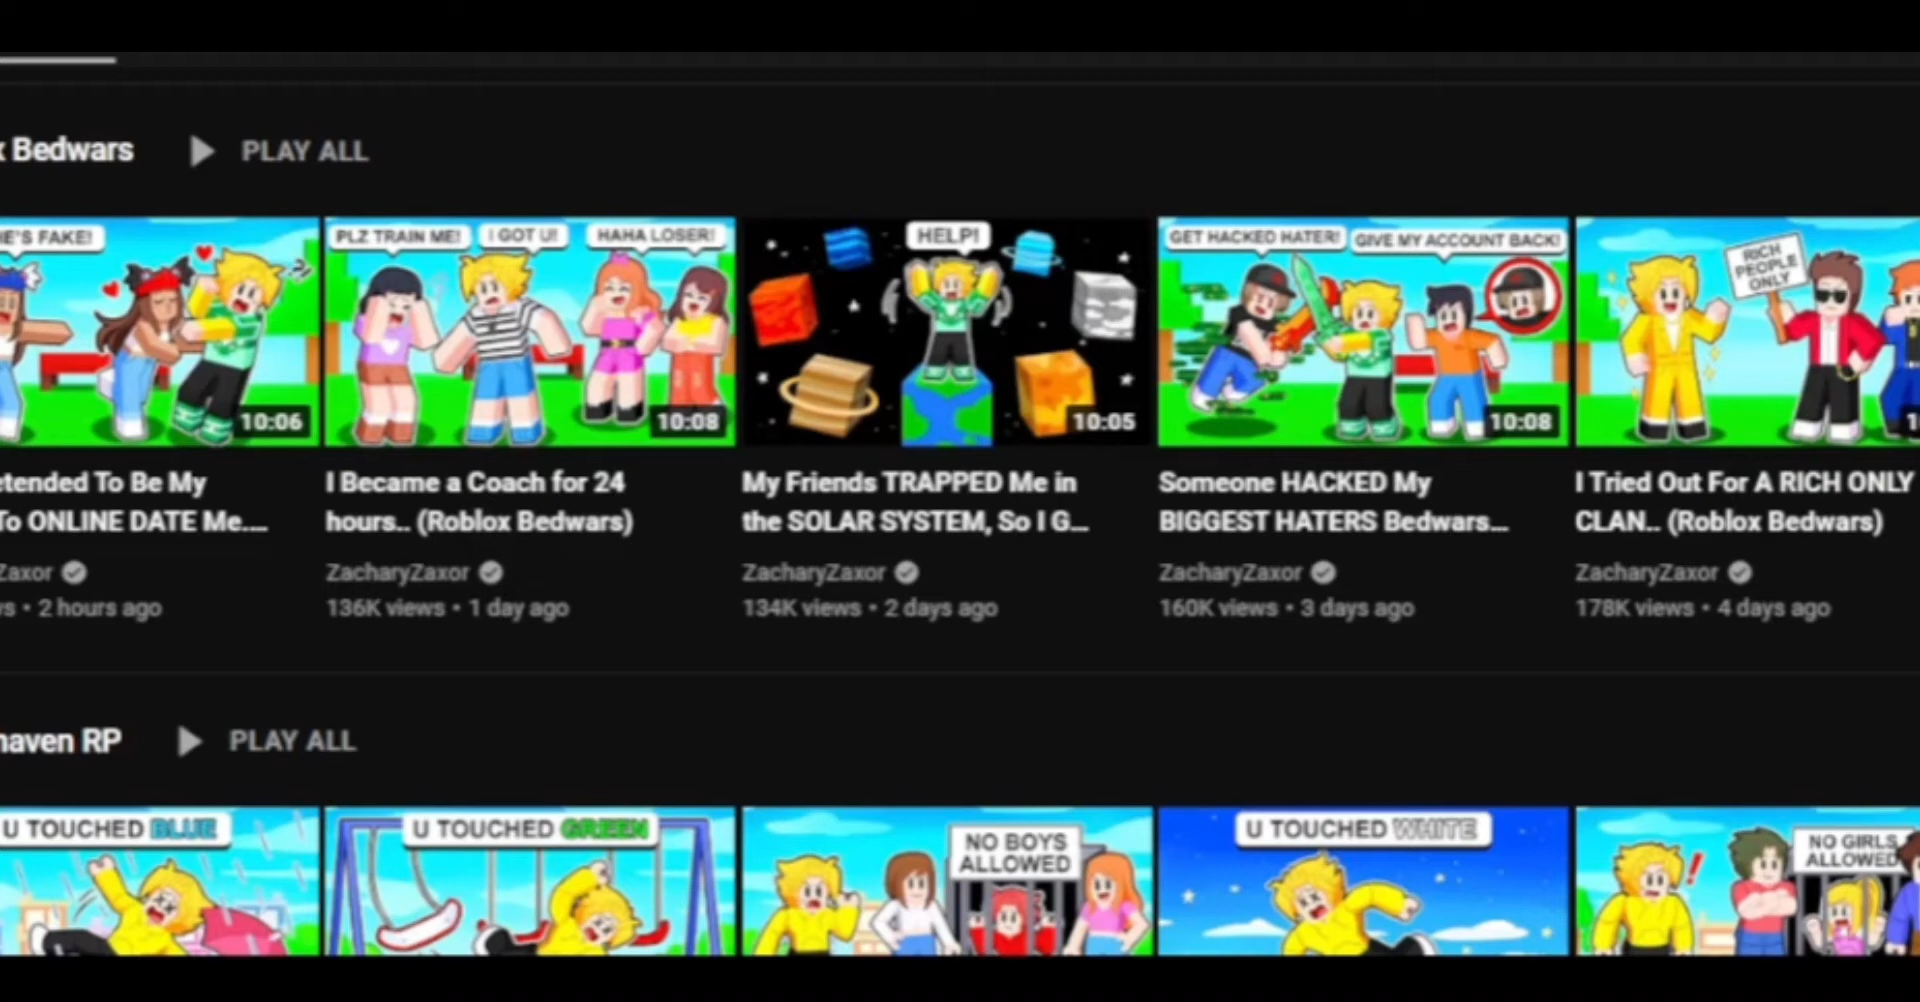 x Bedwars
PLAY ALL
HE'S FAKE!
10:06
PLZ TRAIN ME!
I GOT U!
HAHA LOSER!
10:08
HELP!
10:05
GET HACKED HATER!
GIVE MY ACCOUNT BACK!
10:08
RICH
PEOPLE
ONLY
1
etended To Be My
To ONLINE DATE Me....
I Became a Coach for 24
hours.. (Roblox Bedwars)
My Friends TRAPPED Me in
the SOLAR SYSTEM, So I G...
Someone HACKED My
BIGGEST HATERS Bedwars...
I Tried Out For A RICH ONLY
CLAN.. (Roblox Bedwars)
Zaxor
ZacharyZaxor
ZacharyZaxor
ZacharyZaxor
ZacharyZaxor
s • 2 hours ago
136K views • 1 day ago
134K views • 2 days ago
160K views • 3 days ago
178K views • 4 days ago
haven RP
PLAY ALL
U TOUCHED BLUE
U TOUCHED GREEN
NO BOYS
ALLOWED
U TOUCHED WHITE
NO GIRLS
ALLOWED